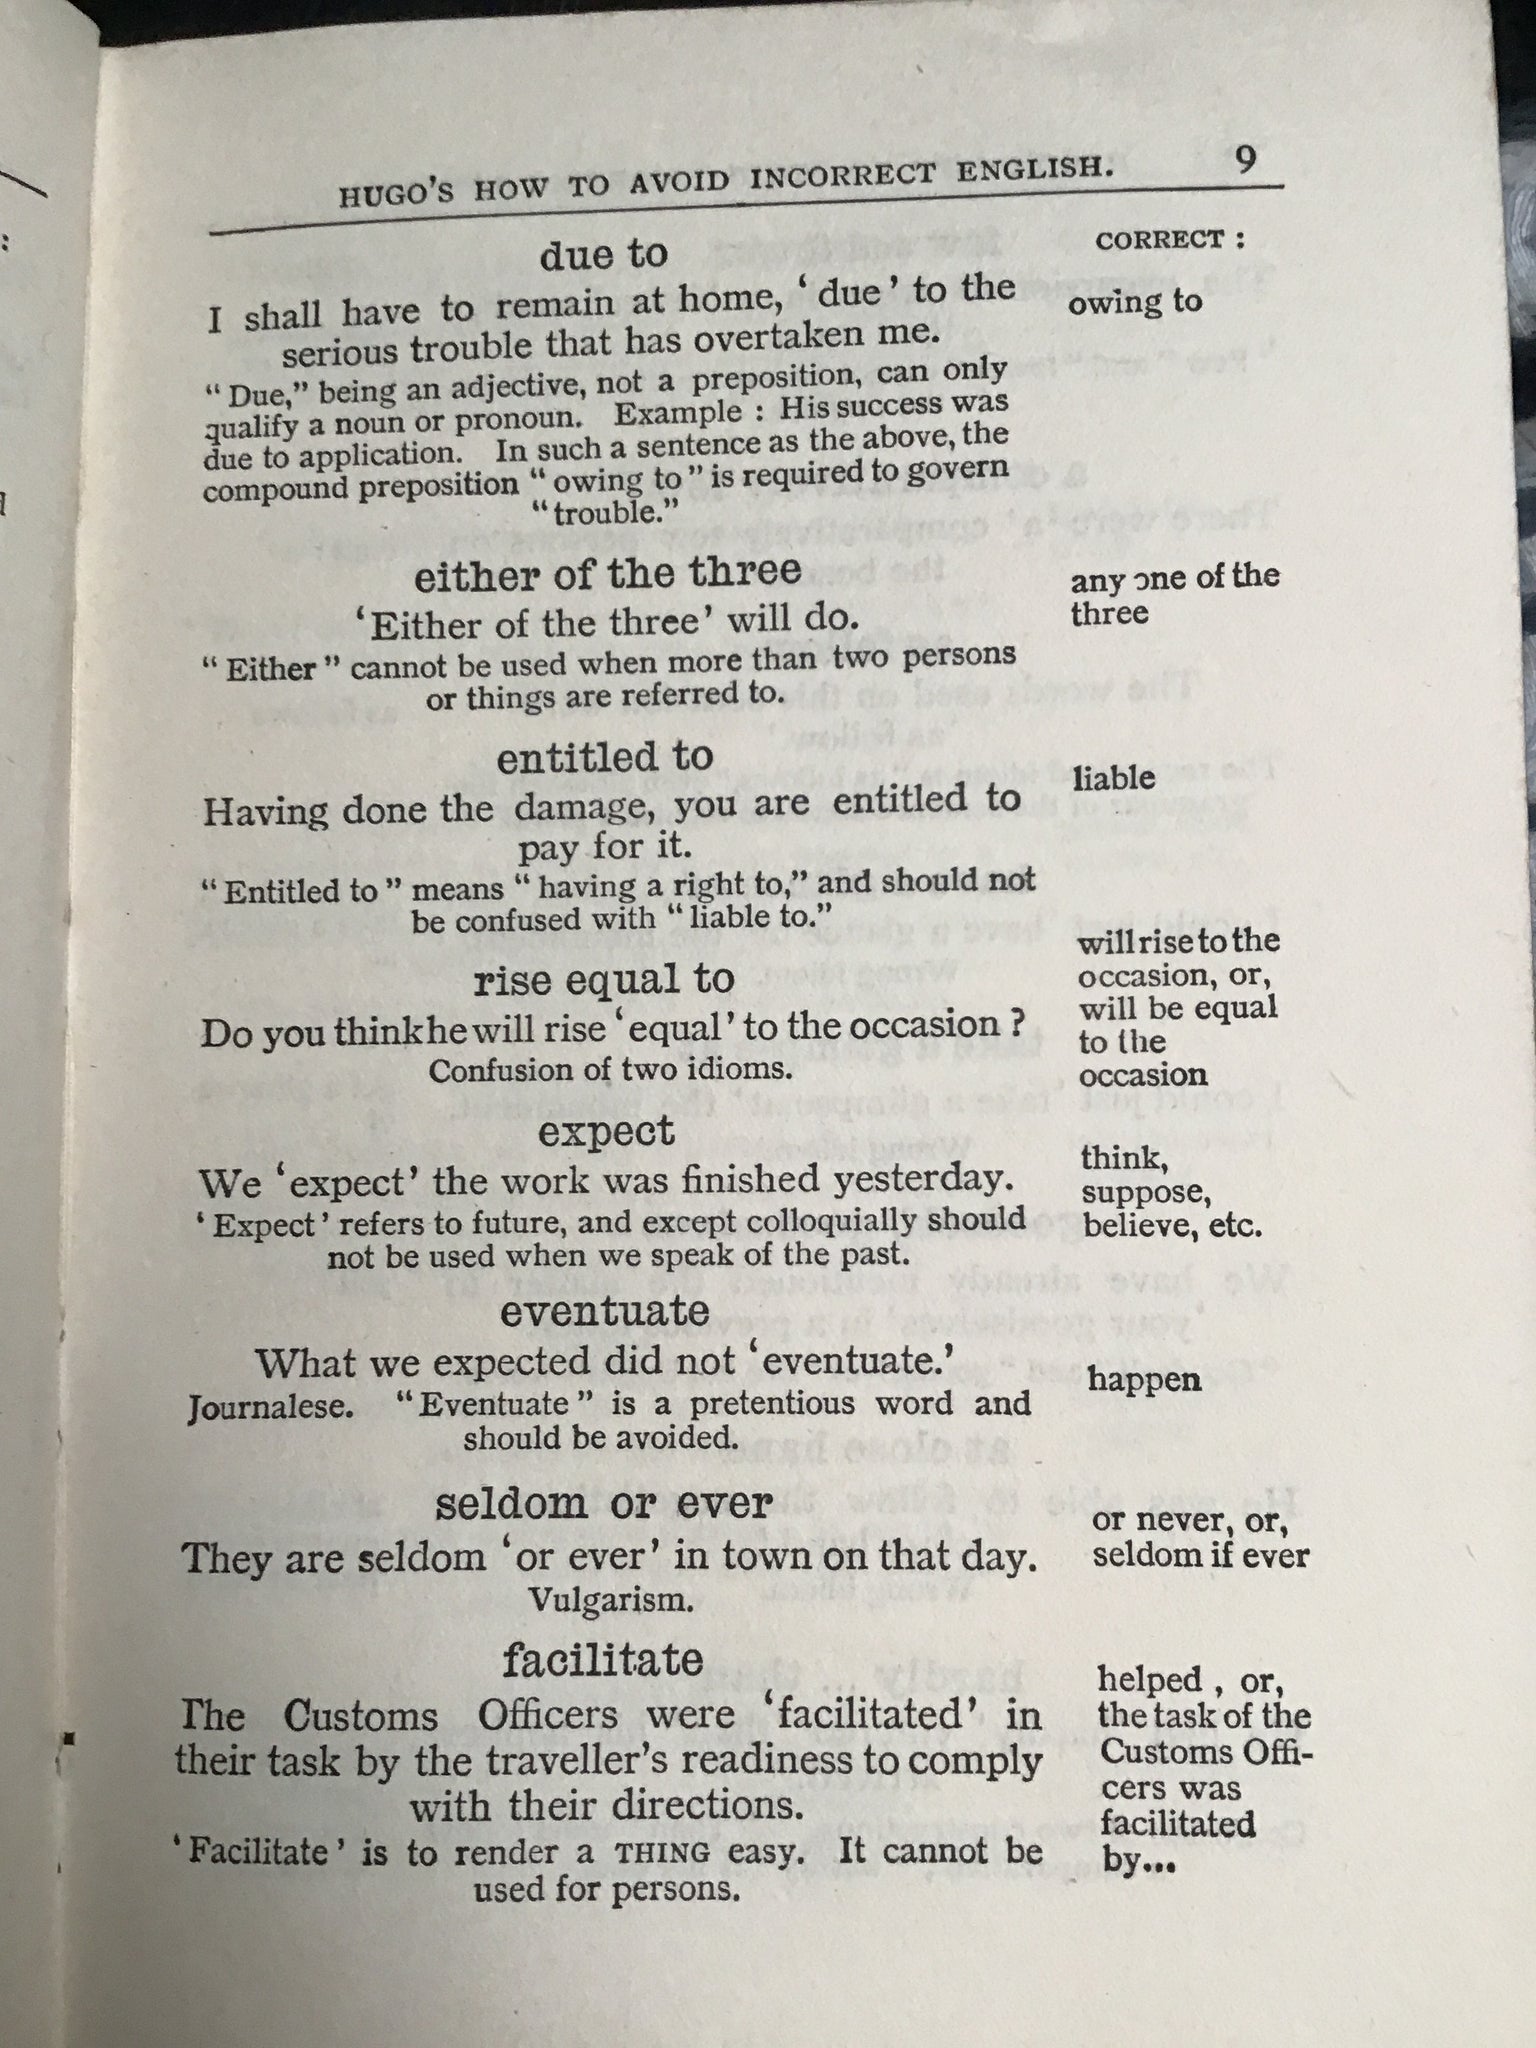 HUGO'S HOW TO AVOID INCORRECT ENGLISH. 9
CORRECT :
due to
I shall have to remain at home, ‘due’ to the
serious trouble that has overtaken me.
owing to
“Due,” being an adjective, not a preposition, can only
qualify a noun or pronoun. Example : His success was
due to application. In such a sentence as the above, the
compound preposition “owing to” is required to govern
“trouble.”
either of the three
‘Either of the three’ will do.
any one of the
three
“Either” cannot be used when more than two persons
or things are referred to.
entitled to
Having done the damage, you are entitled to
pay for it.
liable
“Entitled to” means “having a right to,” and should not
be confused with “liable to.”
rise equal to
Do you think he will rise ‘equal’ to the occasion ?
Confusion of two idioms.
will rise to the
occasion, or,
will be equal
to the
occasion
expect
We ‘expect’ the work was finished yesterday.
‘Expect’ refers to future, and except colloquially should
not be used when we speak of the past.
think,
suppose,
believe, etc.
eventuate
What we expected did not ‘eventuate.’
happen
Journalese. “Eventuate” is a pretentious word and
should be avoided.
seldom or ever
They are seldom ‘or ever’ in town on that day.
Vulgarism.
or never, or,
seldom if ever
facilitate
The Customs Officers were ‘facilitated’ in
their task by the traveller's readiness to comply
with their directions.
‘Facilitate’ is to render a THING easy. It cannot be
used for persons.
helped , or,
the task of the
Customs Offi-
cers was
facilitated
by...